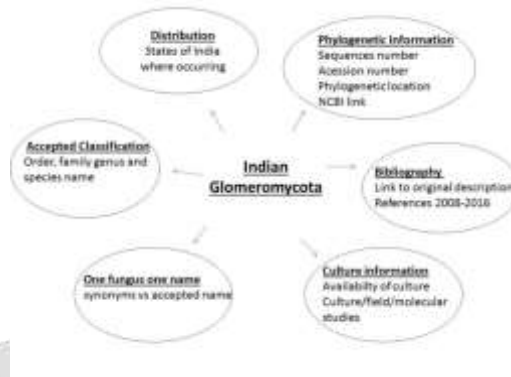 Distribution
States of India
where occurring
Phylogenetic Information
Sequences number
Acession number
Phylogenetic location
NCBI link
Accepted Classification
Order, family genus and
species name
Indian
Glomeromycota
Bibliography
Link to original description
References 2008-2016
One fungus one name
synonyms vs accepted name
Culture information
Availabilty of culture
Culture/field/molecular
studies